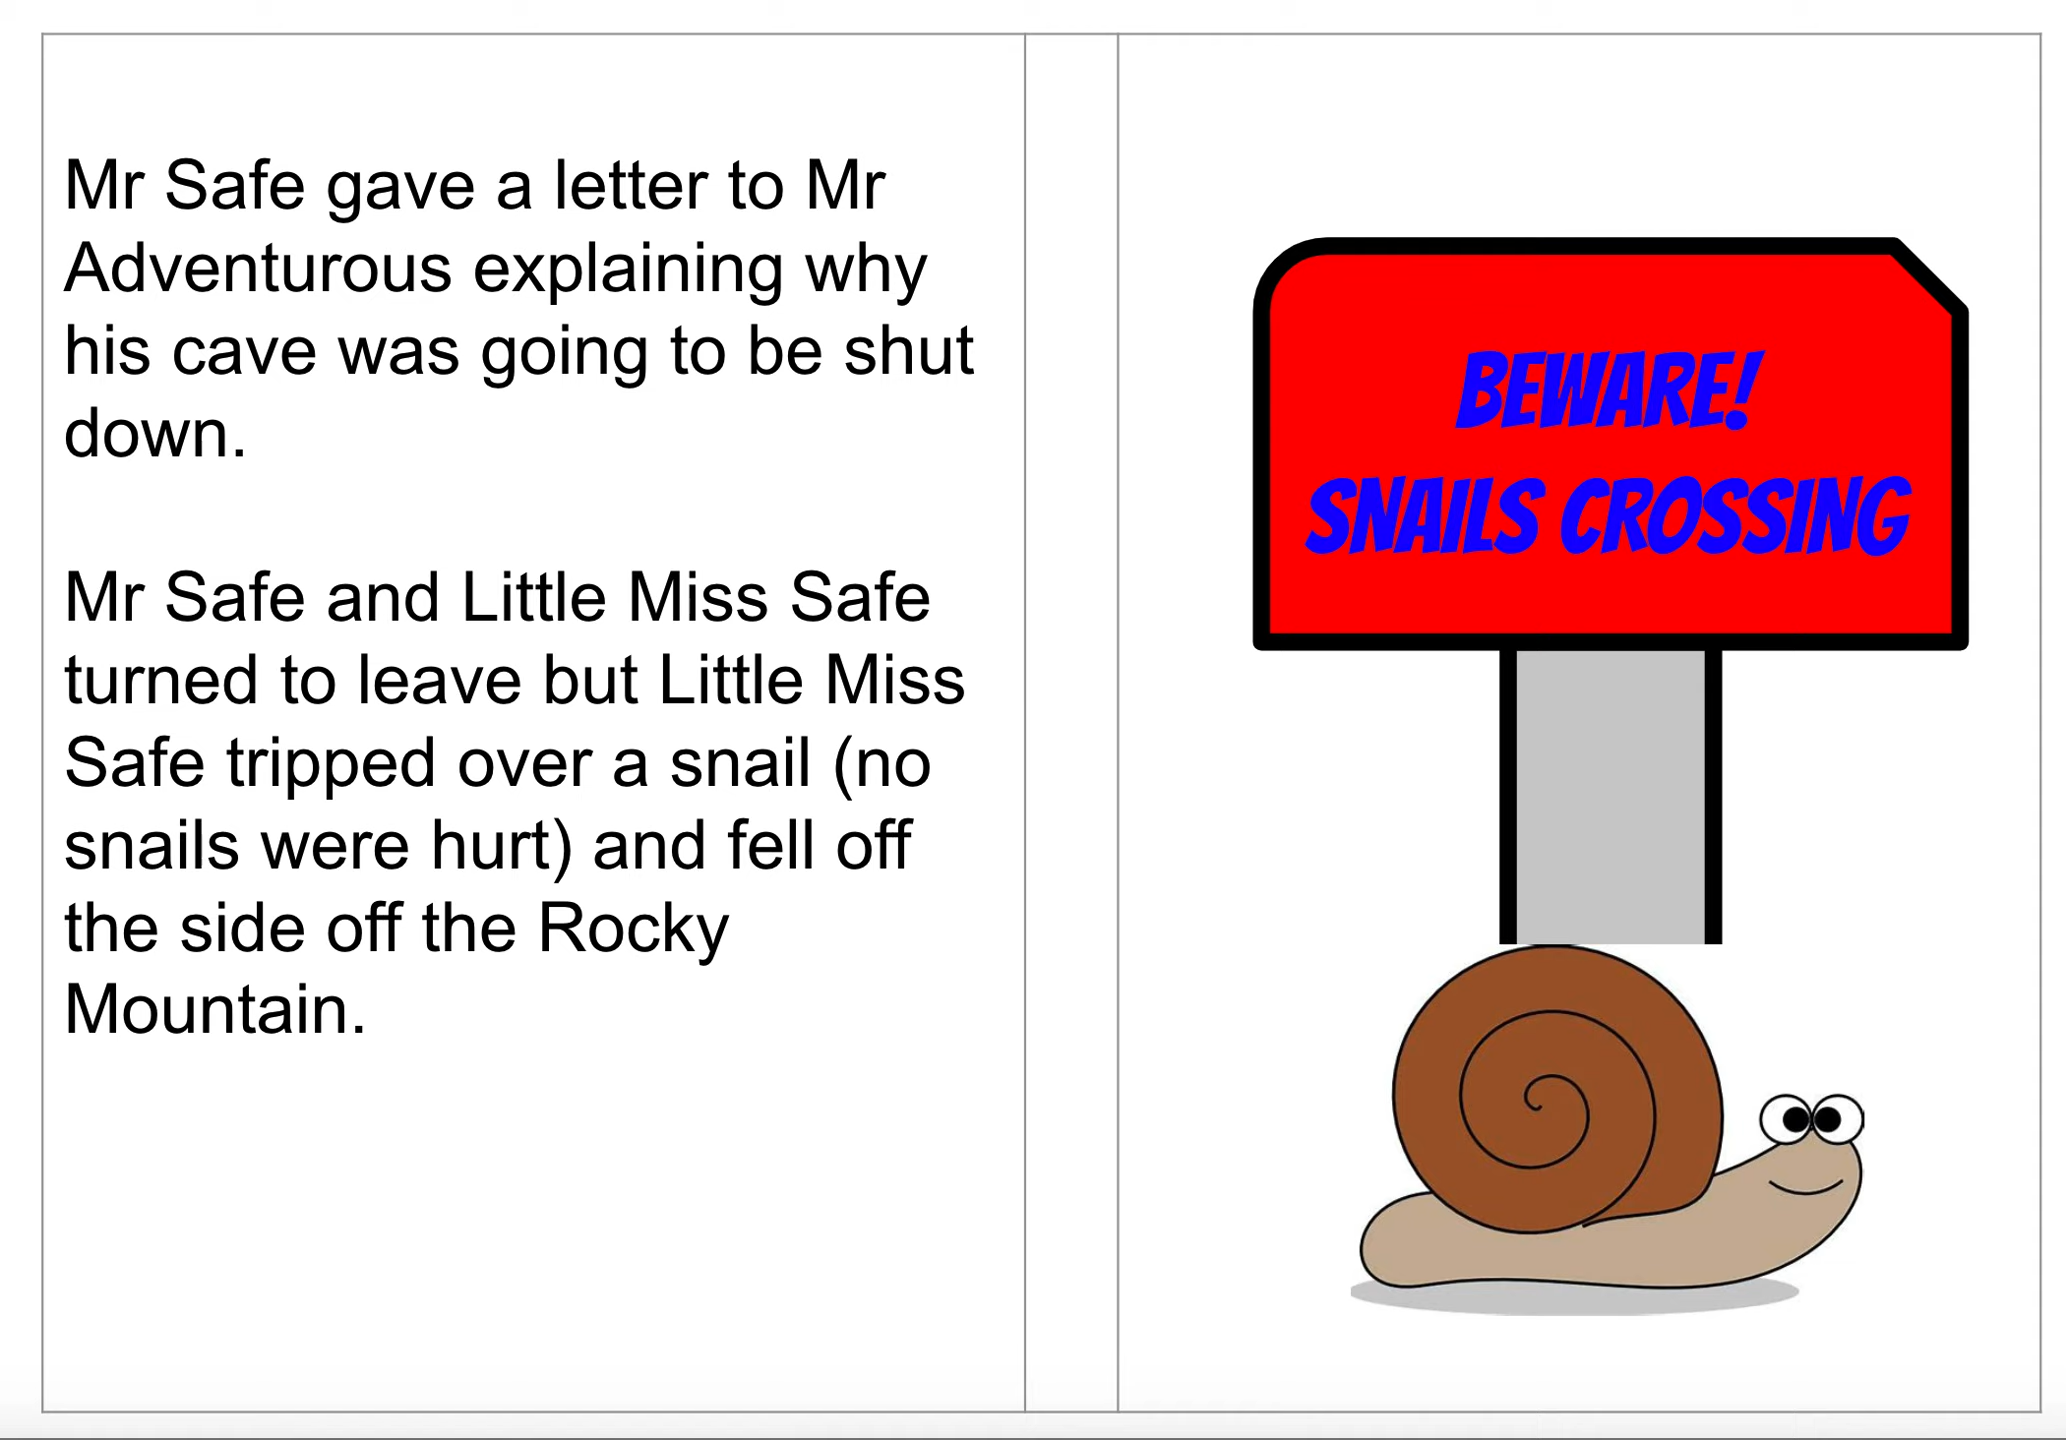 Mr Safe gave a letter to Mr
Adventurous explaining why
his cave was going to be shut
down.
Mr Safe and Little Miss Safe
turned to leave but Little Miss
Safe tripped over a snail (no
snails were hurt) and fell off
the side off the Rocky
Mountain.
BEWARE!
SNAILS CROSSING